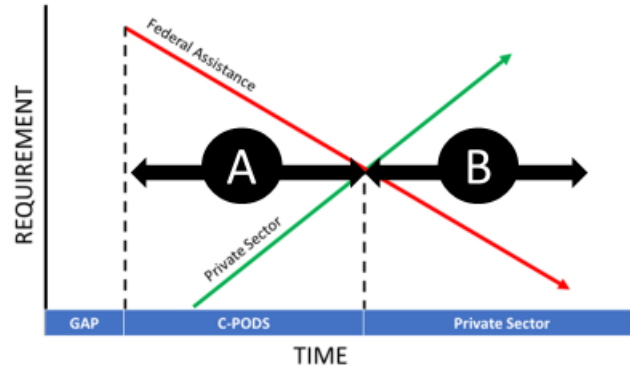 Federal Assistance
REQUIREMENT
A
B
Private Sector
GAP
C-PODS
Private Sector
TIME